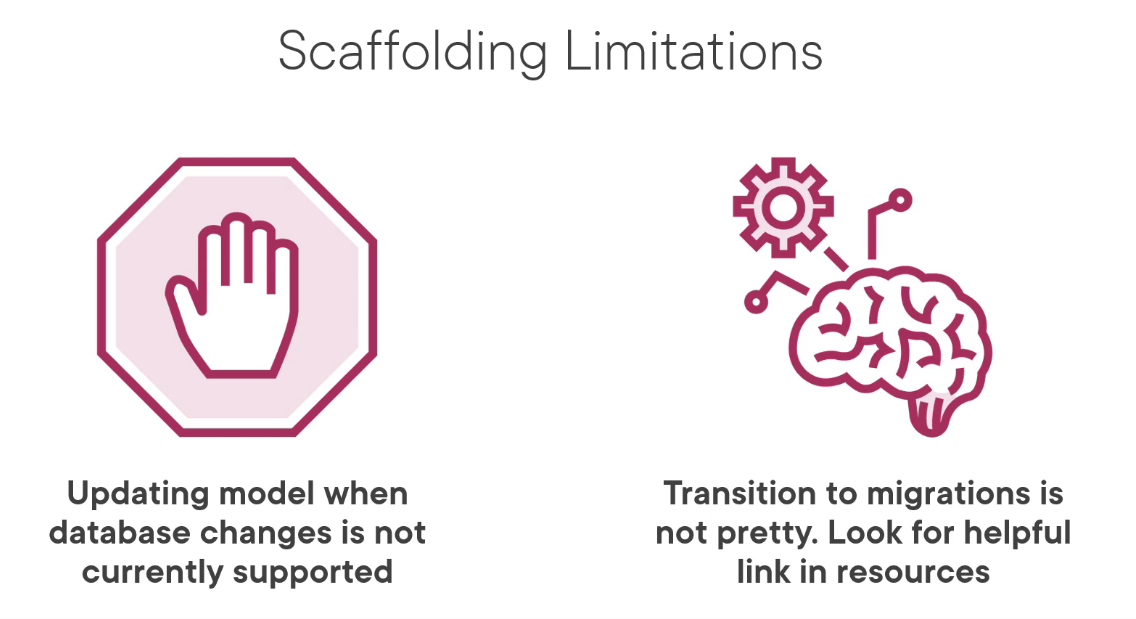 Scaffolding Limitations
Updating model when
database changes is not
currently supported
Transition to migrations is
not pretty. Look for helpful
link in resources